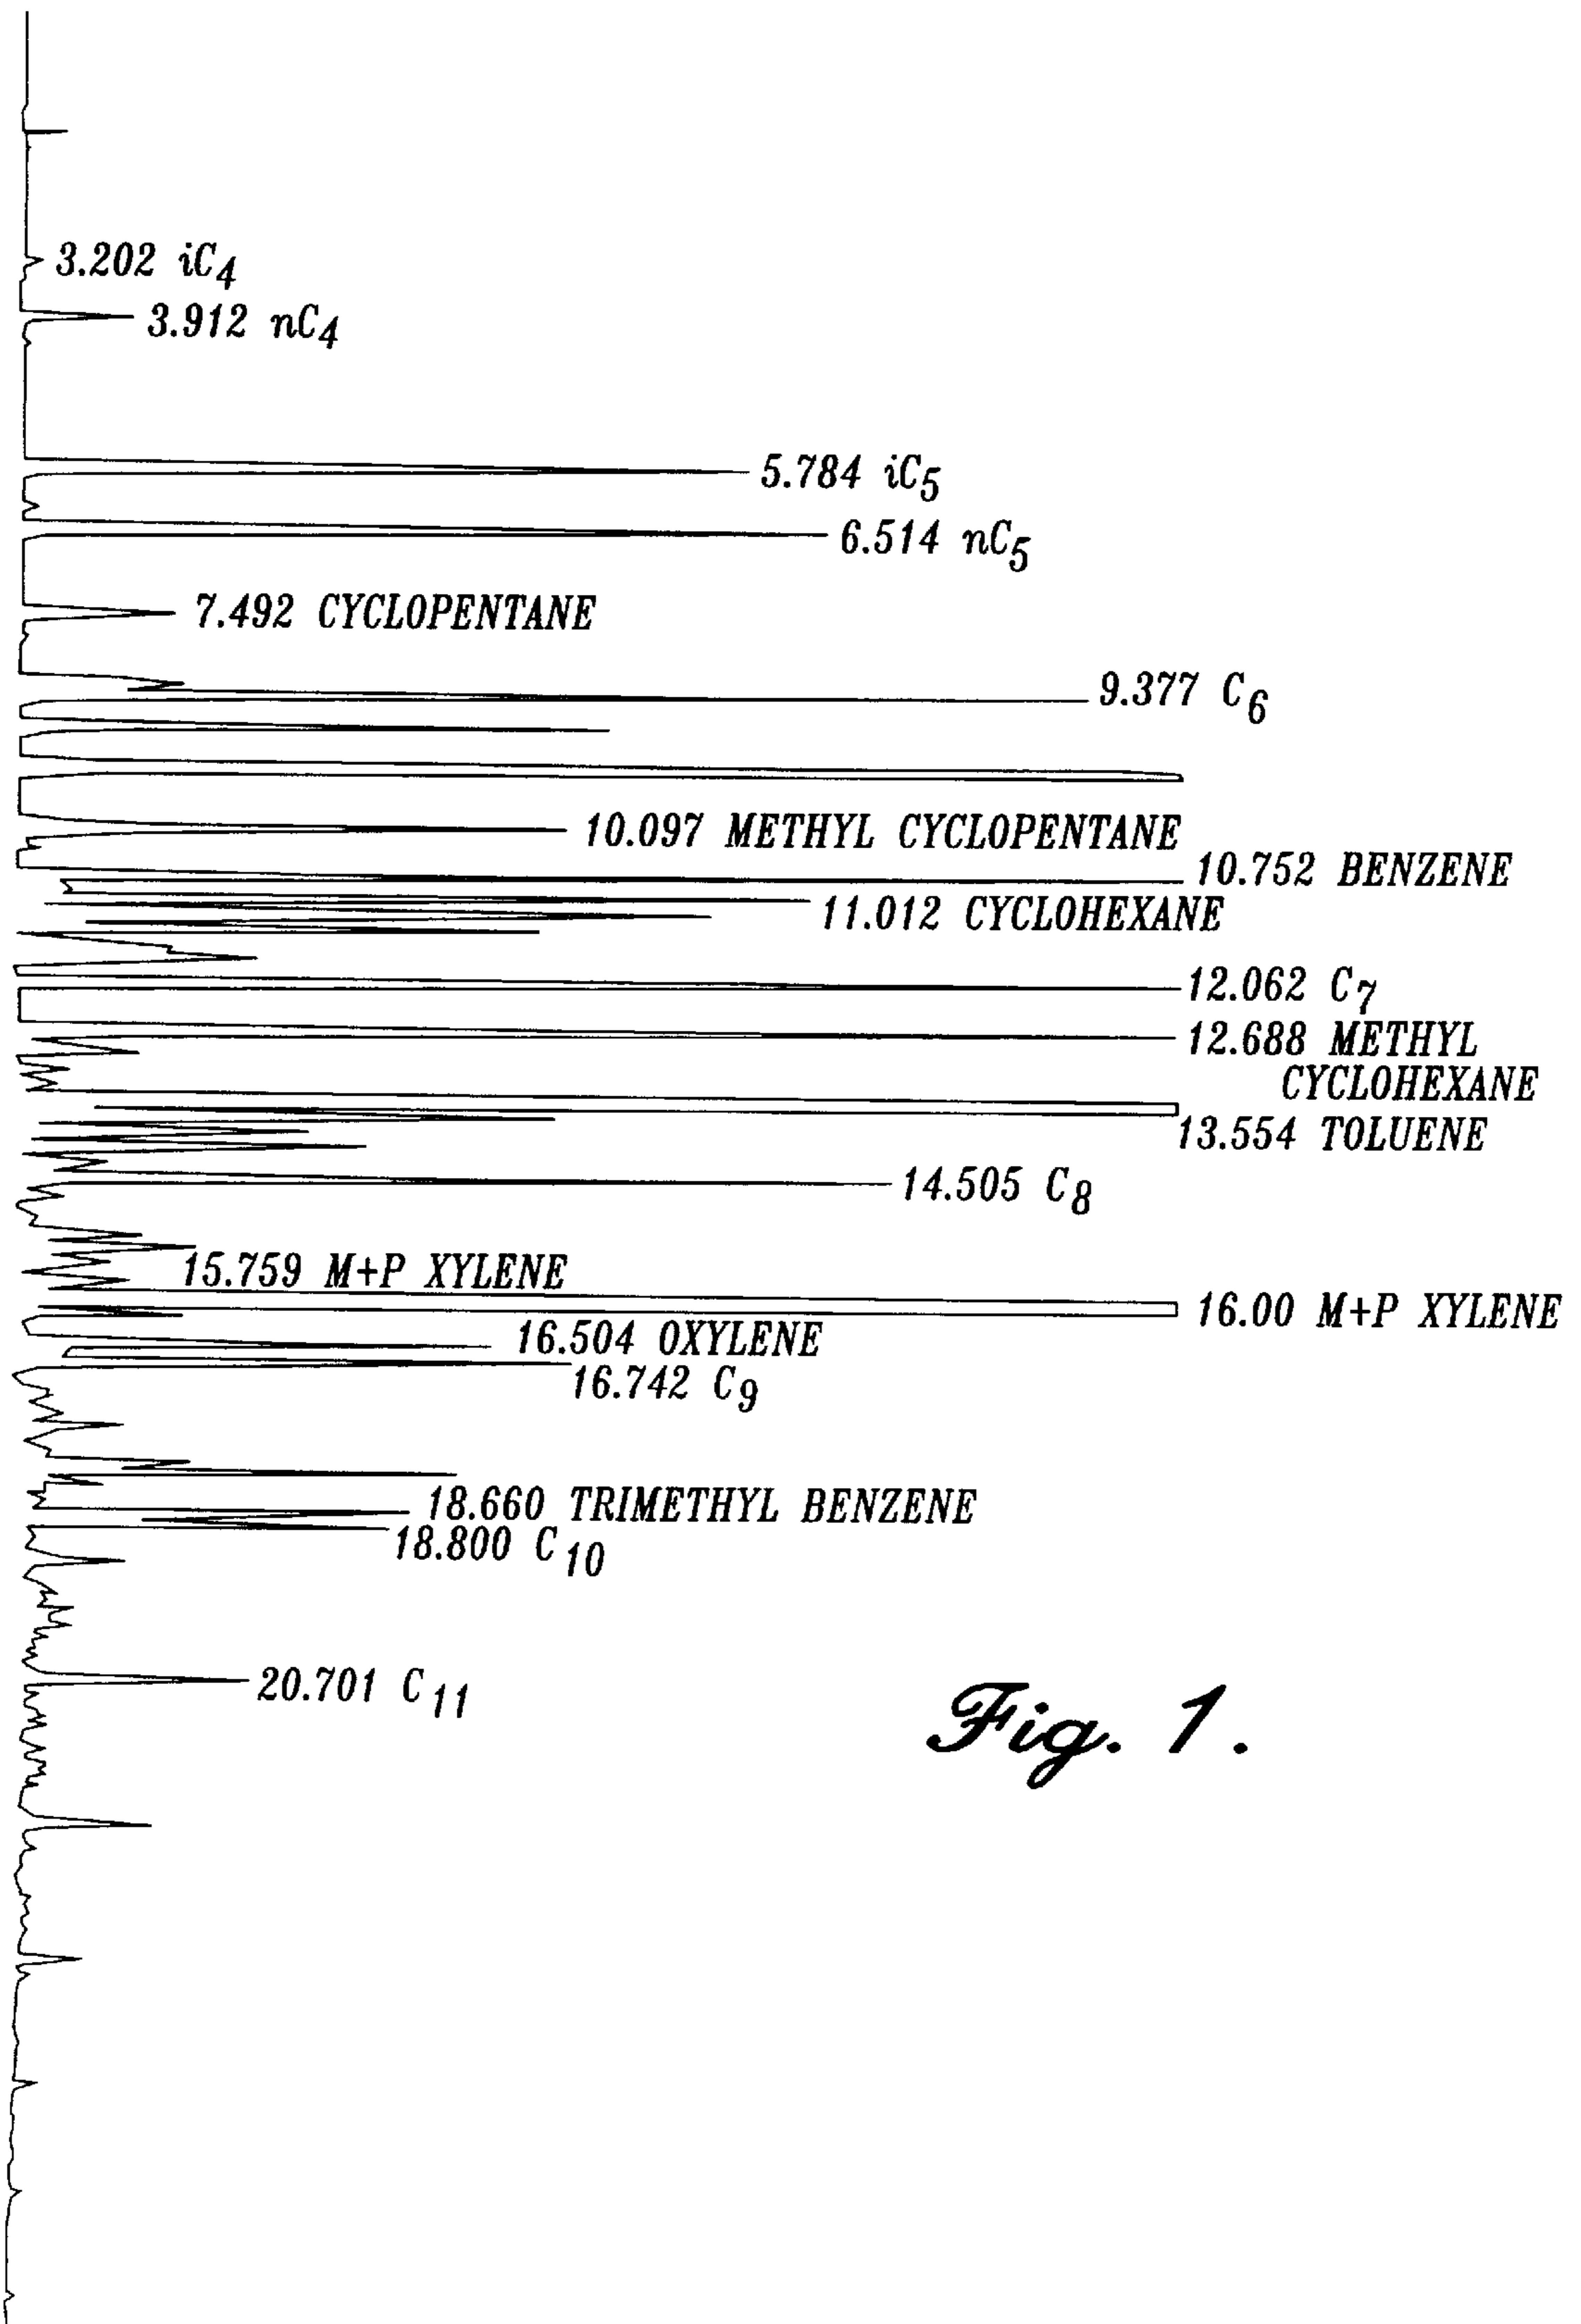 3.202 iC4
3.912 nC4
5.784 iC5
6.514 nC5
7.492 CYCLOPENTANE
9.377 C6
10.097 METHYL CYCLOPENTANE
10.752 BENZENE
11.012 CYCLOHEXANE
12.062 C7
12.688 METHYL
CYCLOHEXANE
13.554 TOLUENE
14.505 C8
15.759 M+P XYLENE
16.00 M+P XYLENE
16.504 OXYLENE
16.742 C9
18.660 TRIMETHYL BENZENE
18.800 C10
20.701 C11
Fig. 1.